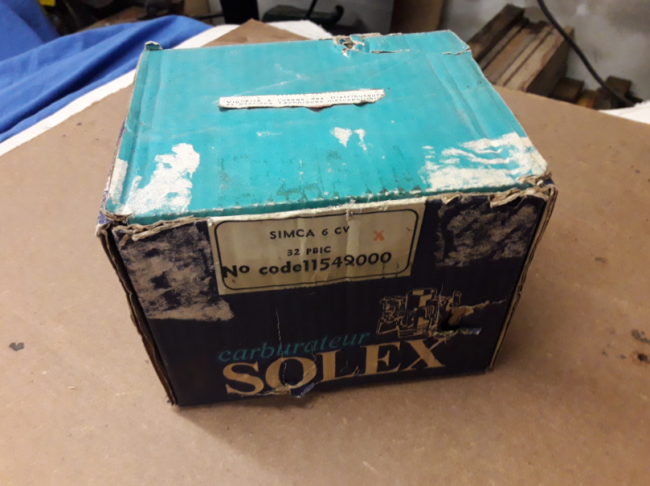 SIMCA 6 CV
32 PBIC
No code11549000
carburateur
SOLEX